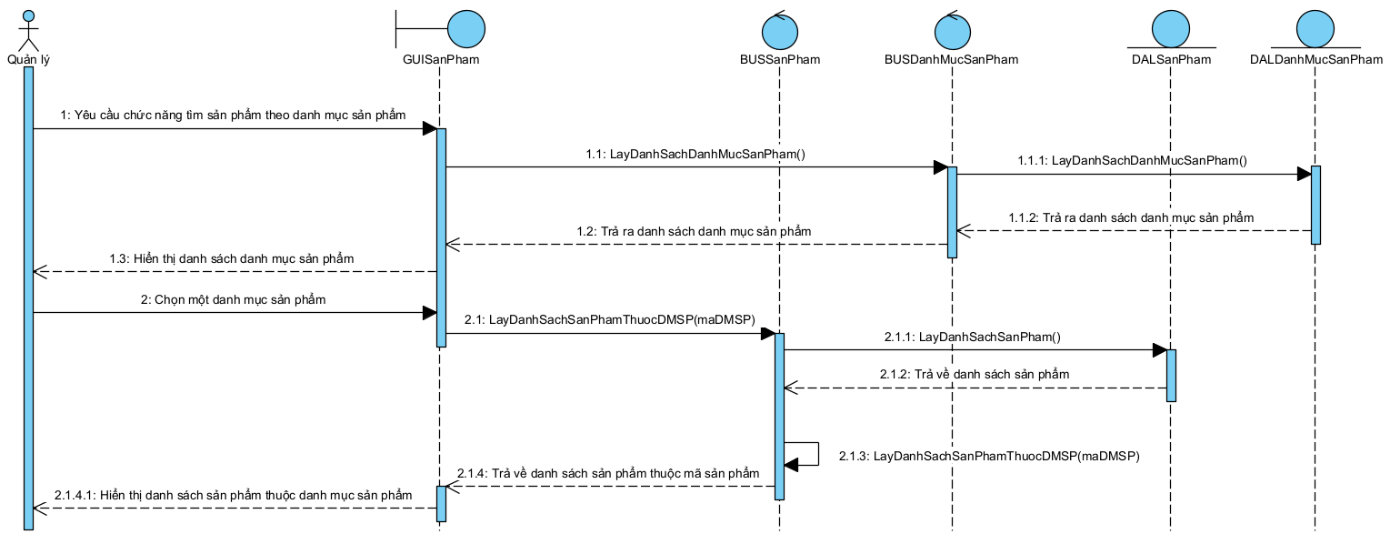 Quản lý
GUISanPham
BUSSanPham
BUSDanhMucSanPham
DALSanPham
DALDanhMucSanPham
1: Yêu cầu chức năng tìm sản phẩm theo danh mục sản phẩm
1.1: LayDanhSachDanhMucSanPham()
1.1.1: LayDanhSachDanhMucSanPham()
1.1.2: Trả ra danh sách danh mục sản phẩm
1.2: Trả ra danh sách danh mục sản phẩm
1.3: Hiển thị danh sách danh mục sản phẩm
2: Chọn một danh mục sản phẩm
2.1: LayDanhSachSanPhamThuocDMSP(maDMSP)
2.1.1: LayDanhSachSanPham()
2.1.2: Trả về danh sách sản phẩm
2.1.3: LayDanhSachSanPhamThuocDMSP(maDMSP)
2.1.4: Trả về danh sách sản phẩm thuộc mã sản phẩm
2.1.4.1: Hiển thị danh sách sản phẩm thuộc danh mục sản phẩm